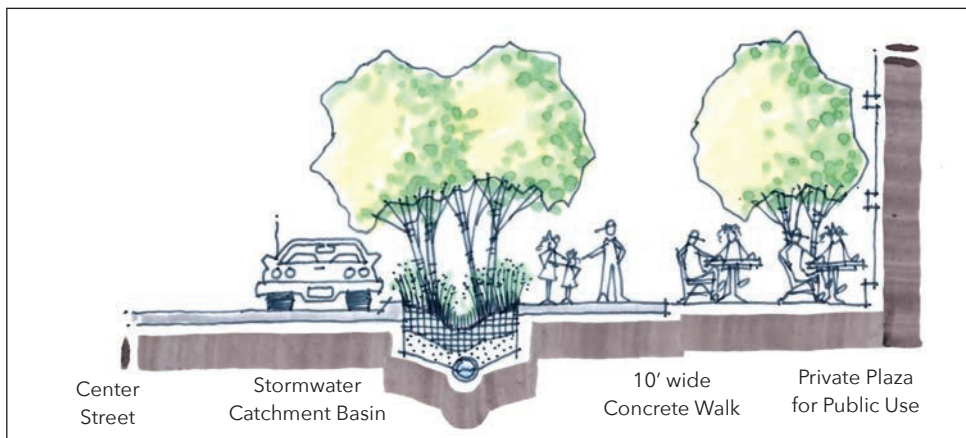 Center
Street
Stormwater
Catchment Basin
10' wide
Concrete Walk
Private Plaza
for Public Use